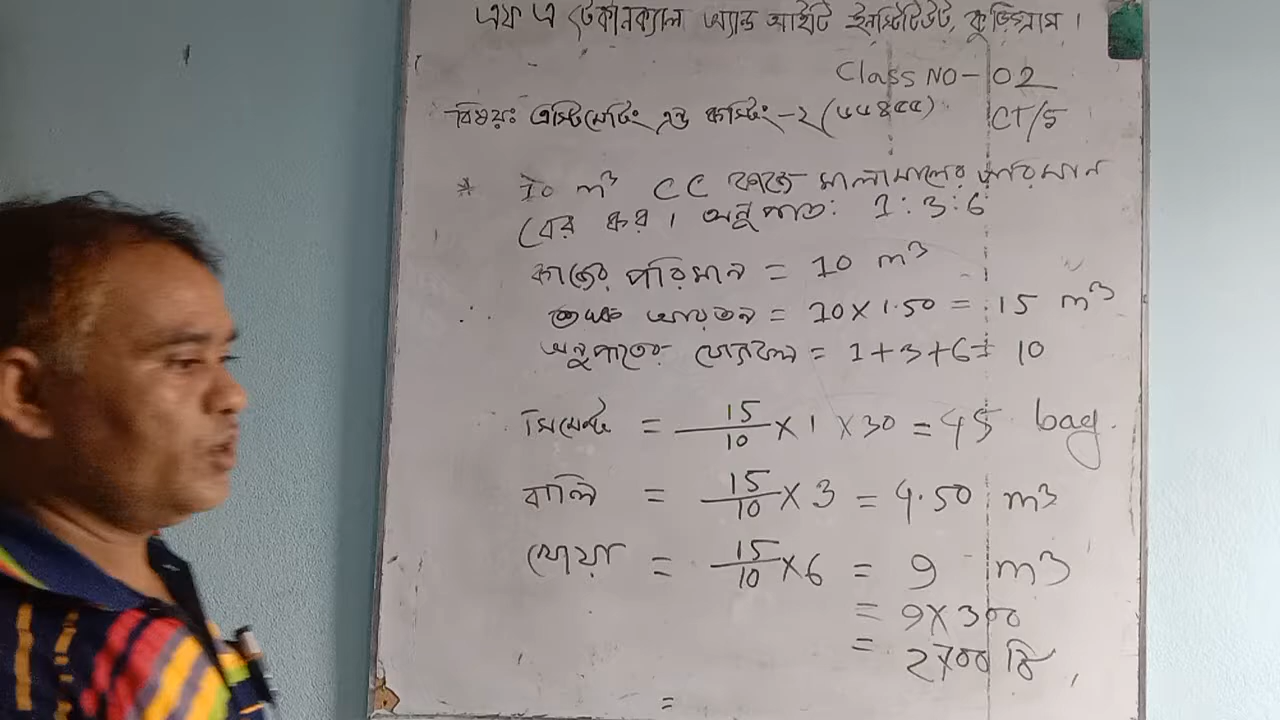 এফ এ টেকনিক্যাল অ্যান্ড আইটি ইনস্টিটিউট, কুড়িগ্রাম।
Class NO - 02
বিষয়ঃ এস্টিমেটিং এন্ড কস্টিং-২ (৬৬৪৫৫) CT/5
* 10 m³ CC কাজে মালামালের পরিমান
বের কর। অনুপাত: 1:3:6
কাজের পরিমান = 10 m³
∴ শুষ্ক আয়তন = 10 × 1.50 = 15 m³
অনুপাতের যোগফল = 1+3+6 = 10
সিমেন্ট = 15/10 × 1 × 30 = 45 bag.
বালি = 15/10 × 3 = 4.50 m³
খোয়া = 15/10 × 6 = 9 m³
= 9 × 300
= 2700 টি,
=